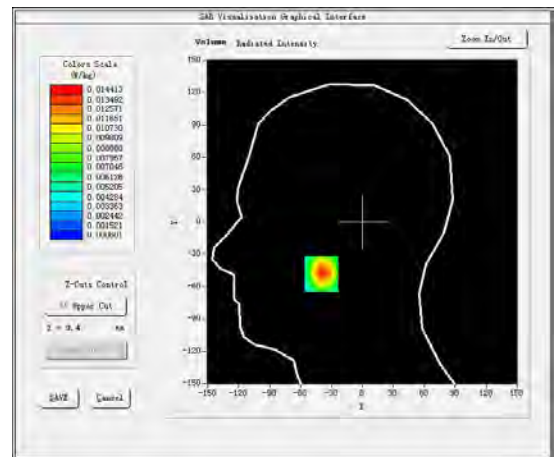 SAR Visualisation Graphical Interface
Volume Radiated Intensity
Zoom In/Out
Colors Scale
(W/kg)
0.014413
0.013492
0.012571
0.011651
0.010730
0.009809
0.008888
0.007967
0.007046
0.006126
0.005205
0.004284
0.003363
0.002442
0.001521
0.000601
150
120
90
60
30
0
-30
-60
-90
-120
-150
Y
-150 -120 -90 -60 -30 0 30 60 90 120 150
X
Z-Cuts Control
Upper Cut
mm
SAVE
Cancel